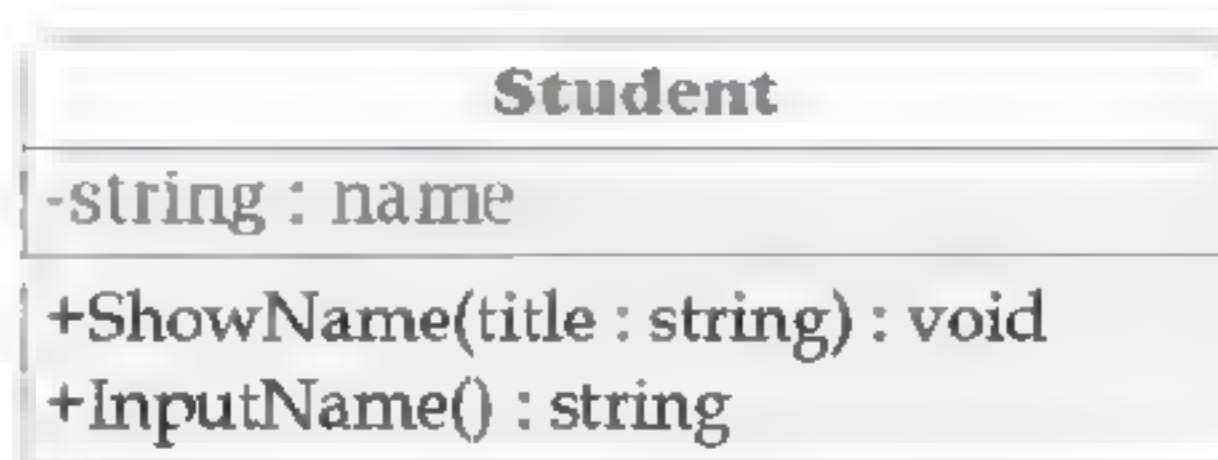 Student
-string : name
+ShowName(title : string) : void
+InputName() : string